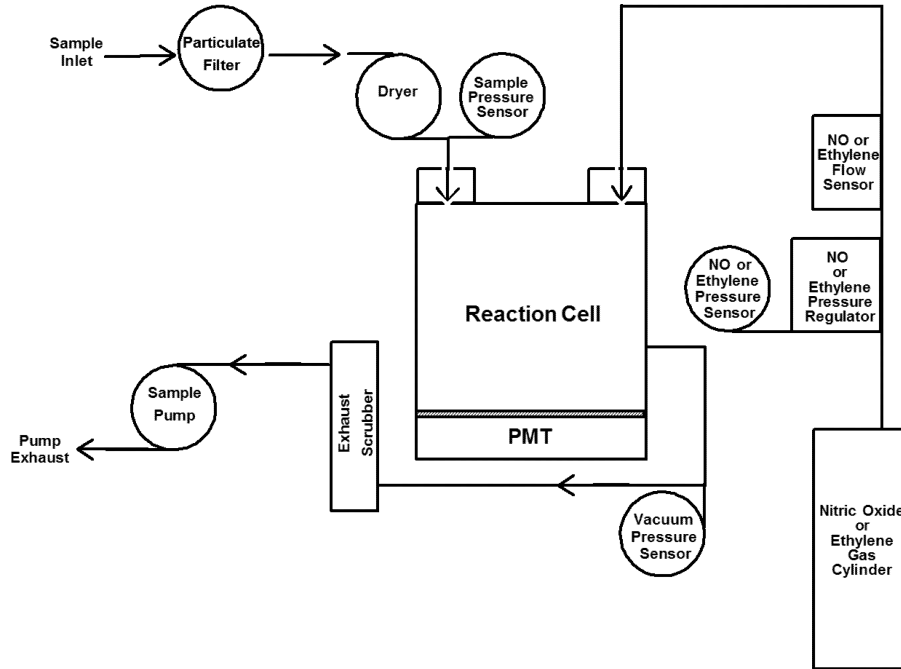 Sample
Inlet
Particulate
Filter
Dryer
Sample
Pressure
Sensor
NO or
Ethylene
Flow
Sensor
NO or
Ethylene
Pressure
Sensor
NO
or
Ethylene
Pressure
Regulator
Reaction Cell
PMT
Sample
Pump
Pump
Exhaust
Exhaust
Scrubber
Vacuum
Pressure
Sensor
Nitric Oxide
or
Ethylene
Gas
Cylinder